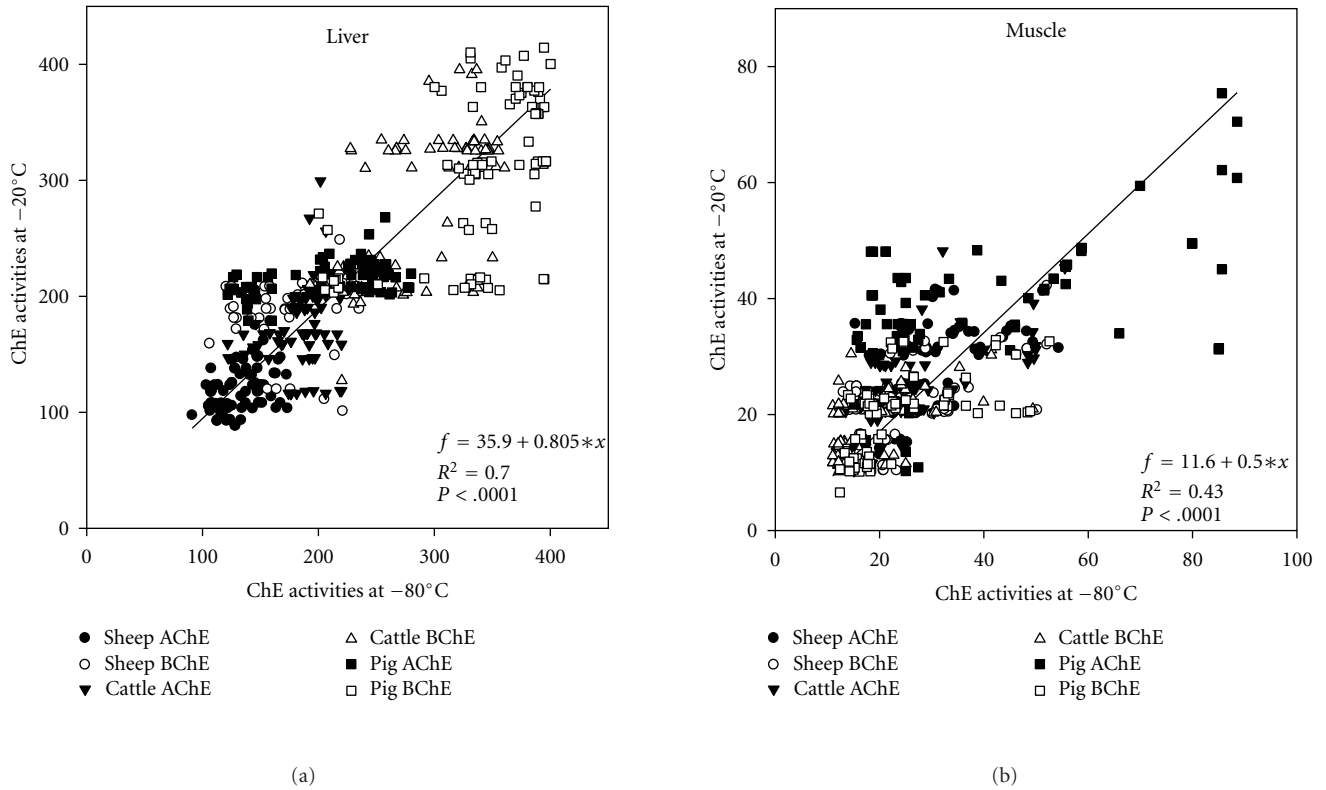 Liver
400
300
200
100
0
0 100 200 300 400
ChE activities at −20°C
ChE activities at −80°C
f = 35.9 + 0.805∗x
R² = 0.7
P < .0001
Sheep AChE
Sheep BChE
Cattle AChE
Cattle BChE
Pig AChE
Pig BChE
(a)
Muscle
80
60
40
20
0
0 20 40 60 80 100
ChE activities at −20°C
ChE activities at −80°C
f = 11.6 + 0.5∗x
R² = 0.43
P < .0001
Sheep AChE
Sheep BChE
Cattle AChE
Cattle BChE
Pig AChE
Pig BChE
(b)